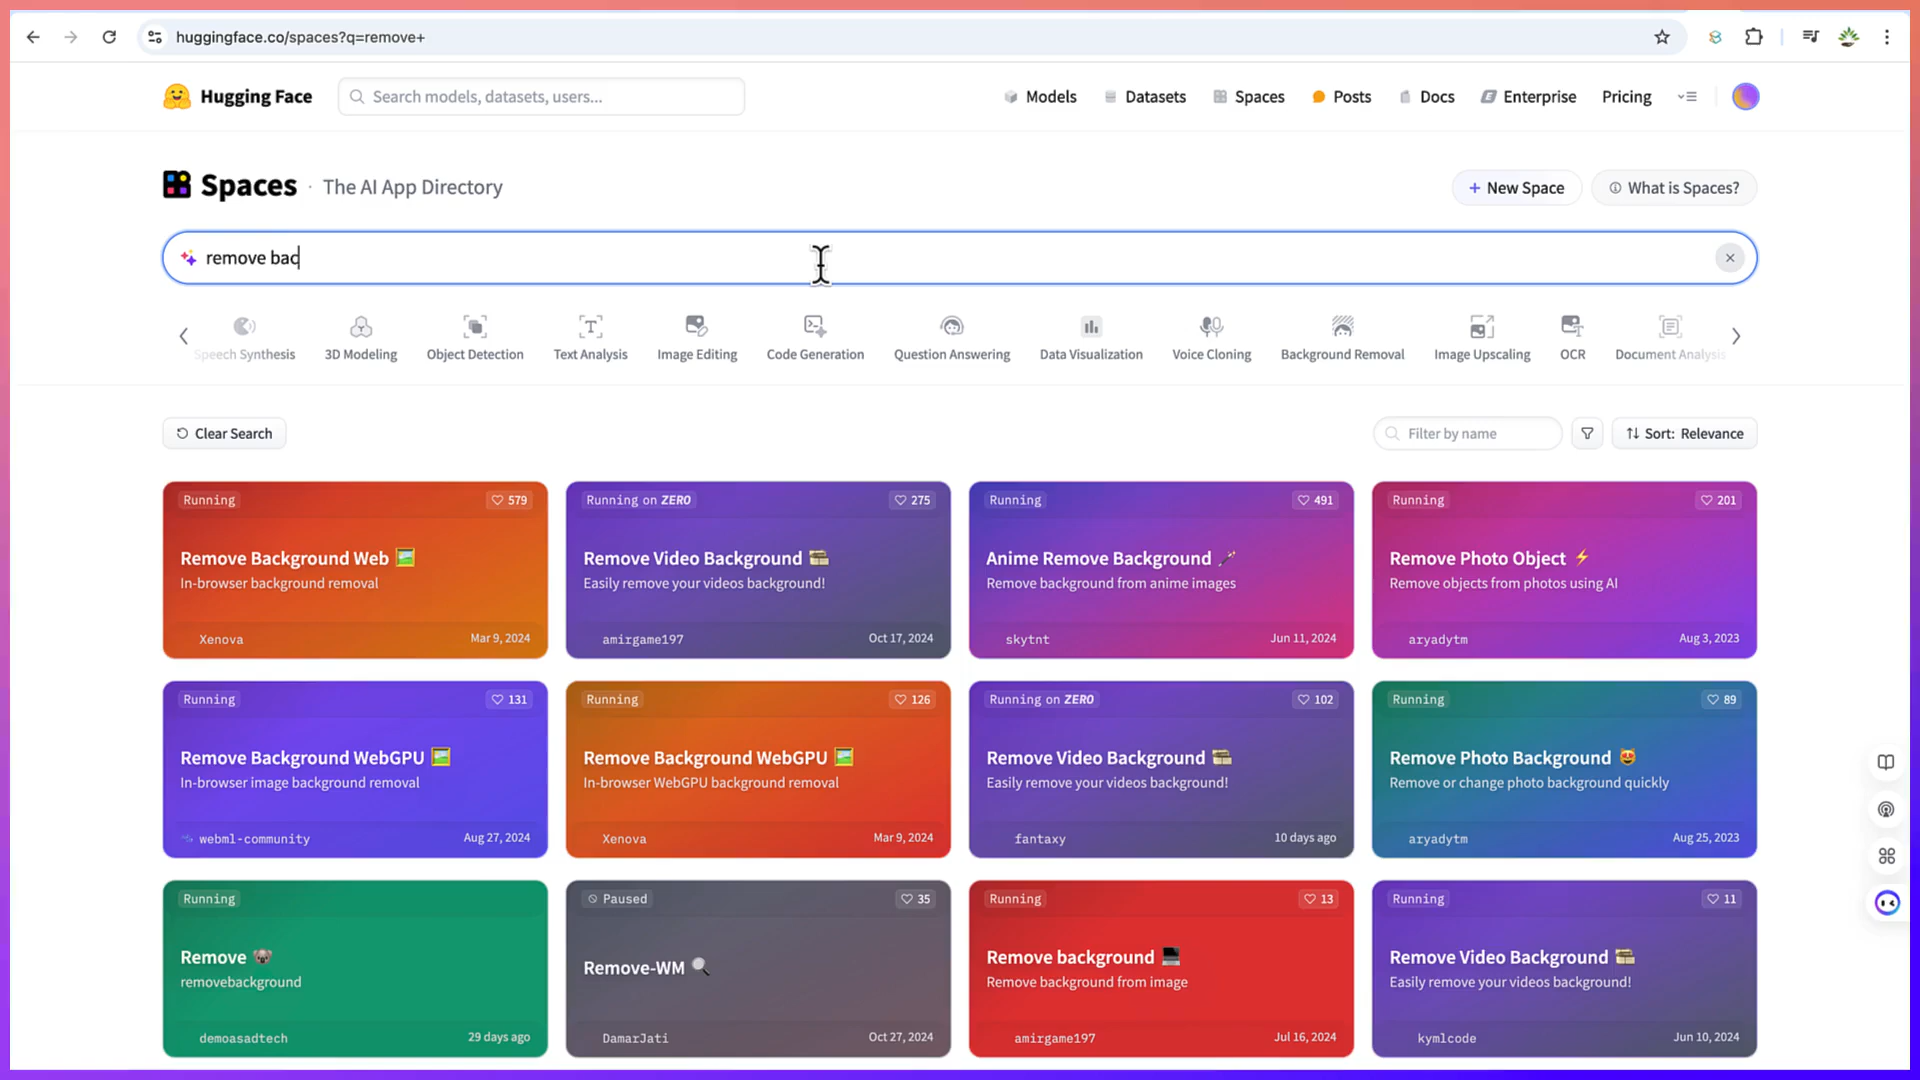 huggingface.co/spaces?q=remove+
Hugging Face
Search models, datasets, users...
Models
Datasets
Spaces
Posts
Docs
Enterprise
Pricing
Spaces · The AI App Directory
+ New Space
What is Spaces?
remove bac
Speech Synthesis
3D Modeling
Object Detection
Text Analysis
Image Editing
Code Generation
Question Answering
Data Visualization
Voice Cloning
Background Removal
Image Upscaling
OCR
Document Analysis
Clear Search
Filter by name
Sort: Relevance
Running
579
Remove Background Web
In-browser background removal
Xenova
Mar 9, 2024
Running on ZERO
275
Remove Video Background
Easily remove your videos background!
amirgame197
Oct 17, 2024
Running
491
Anime Remove Background
Remove background from anime images
skytnt
Jun 11, 2024
Running
201
Remove Photo Object
Remove objects from photos using AI
aryadytm
Aug 3, 2023
Running
131
Remove Background WebGPU
In-browser image background removal
webml-community
Aug 27, 2024
Running
126
Remove Background WebGPU
In-browser WebGPU background removal
Xenova
Mar 9, 2024
Running on ZERO
102
Remove Video Background
Easily remove your videos background!
fantaxy
10 days ago
Running
89
Remove Photo Background
Remove or change photo background quickly
aryadytm
Aug 25, 2023
Running
Remove
removebackground
demoasadtech
29 days ago
Paused
35
Remove-WM
DamarJati
Oct 27, 2024
Running
13
Remove background
Remove background from image
amirgame197
Jul 16, 2024
Running
11
Remove Video Background
Easily remove your videos background!
kymlcode
Jun 10, 2024